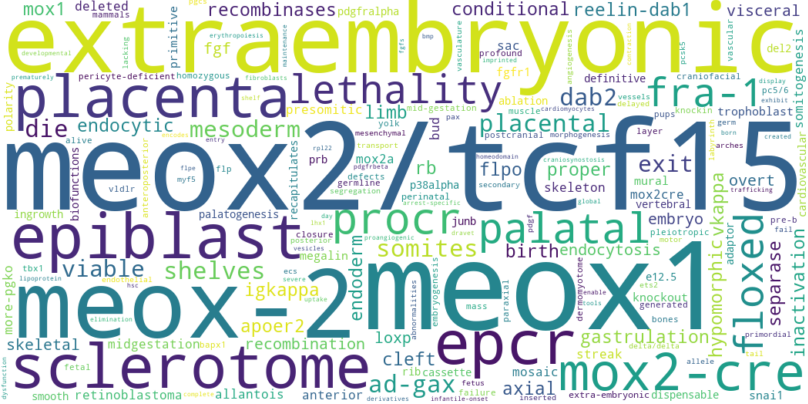 mox1 deleted recombinases conditional reelin-dab1 visceral
mammals pdgfralpha
extraembryonic
developmental lacking primitive erythropoiesis fgf maintenance fgfs bmp vasculature sac profound imprinted angiogenesis pcsk5 vascular del2
prematurely pericyte-deficient homozygous fibroblasts fgfr1 definitive craniofacial display
placenta lethality dab2 fra-1 somitogenesis
polarity shelf presomitic limb mid-gestation ablation vessels delayed knockin pc5/6 exhibit
die endocytic mesoderm yolk bud muscle cardiomyocytes placental trophoblast
alive entry mesenchymal pax postcranial morphogenesis layer pups germ born created
meox2/tcf15
biofunctions vldlr anteroposterior myf5 flpe flp rpl22 recapitulates prb mox2a rb flpo proper exit overt labyrinth arches cardiovascular
pdgfrbeta defects homeodomain craniosynostosis skeleton mural trafficking
germline segregation p38alpha perinatal secondary global mox2cre vertebral
ingrowth palatogenesis day procr junb palatal embryo vkappa pleiotropic pre-b fail
epiblast closure posterior vesicles proangiogenic pdgf arrest-specific dravet motor adaptor
tbx1 viable shelves megalin somites birth endocytosis hypomorphic floxed separase inactivation
lipoprotein endothelial ecs severe endoderm embryogenesis paraxial dermomyotome e12.5 ets2
more-pgko meox-2 hsc igkappa uptake meox1 mass enable tools knockout generated primordial
elimination apoer2 abnormalities bones
skeletal midgestation bapx1 recombination loxp epcr gastrulation delta/delta tail
sclerotome cleft streak allele
dysfunction fetal rib cassette mosaic mox2-cre
ad-gax fetus axial extra-embryonic dispensable
smooth retinoblastoma complete allantois anterior derivatives failure infantile-onset inserted snai1